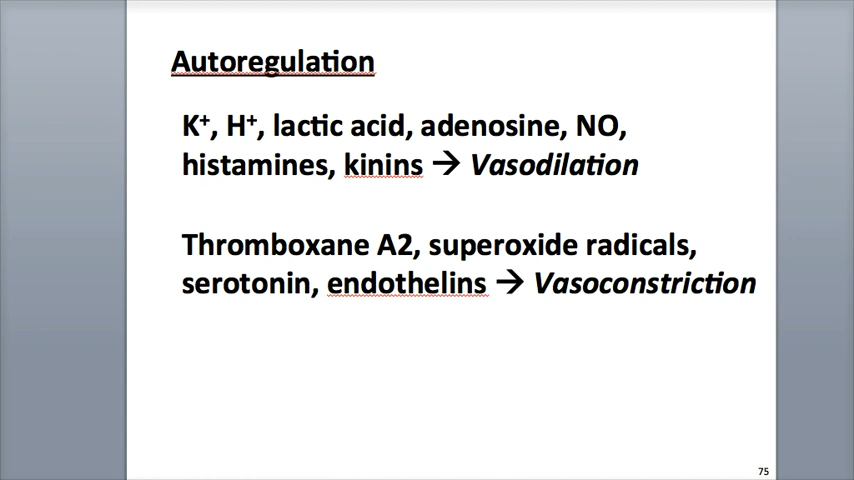 Autoregulation
K⁺, H⁺, lactic acid, adenosine, NO,
histamines, kinins → Vasodilation
Thromboxane A2, superoxide radicals,
serotonin, endothelins → Vasoconstriction
75